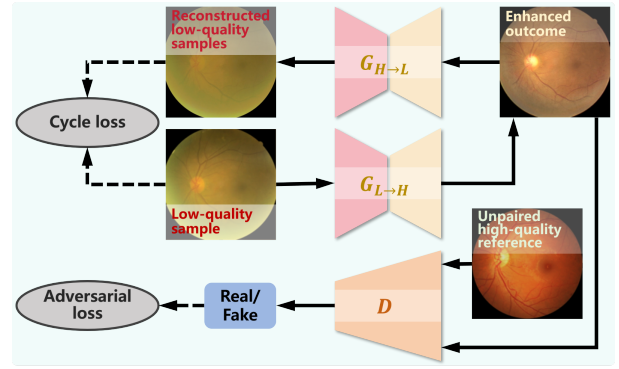 Reconstructed
low-quality
samples
G_{H→L}
Enhanced
outcome
Cycle loss
Low-quality
sample
G_{L→H}
Unpaired
high-quality
reference
Adversarial
loss
Real/
Fake
D